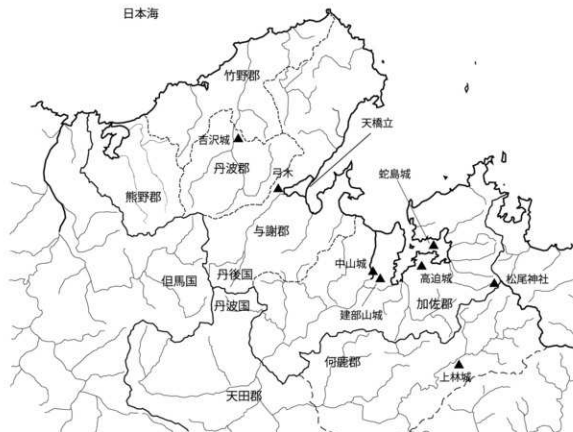 日本海
竹野郡
天橋立
吉沢城
丹波郡
弓木
蛇島城
熊野郡
与謝郡
中山城
丹後国
但馬国
高迫城
松尾神社
丹波国
建部山城
加佐郡
何鹿郡
上林城
天田郡